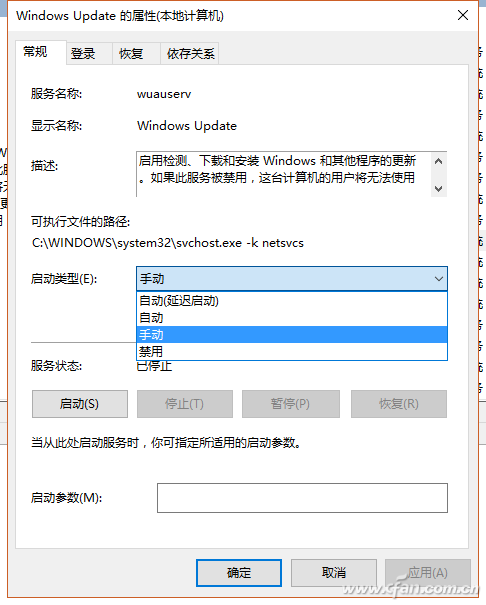 Windows Update 的属性(本地计算机)
常规 登录 恢复 依存关系
服务名称: wuauserv
显示名称: Windows Update
描述: 启用检测、下载和安装 Windows 和其他程序的更新
。如果此服务被禁用，这台计算机的用户将无法使用
可执行文件的路径:
C:\WINDOWS\system32\svchost.exe -k netsvcs
启动类型(E): 手动
自动(延迟启动)
自动
手动
禁用
服务状态: 已停止
启动(S) 停止(T) 暂停(P) 恢复(R)
当从此处启动服务时，你可指定所适用的启动参数。
启动参数(M):
确定 取消 应用(A)
www.cfan.com.cn